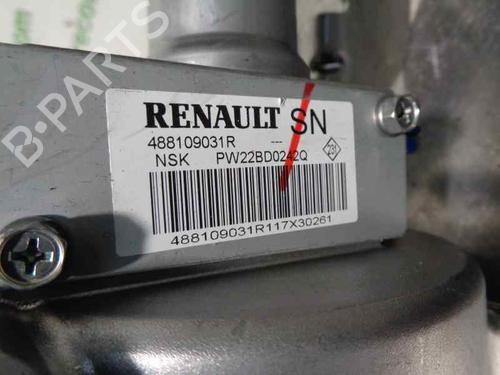 RENAULT SN
488109031R ---
NSK PW22BD0242Q
488109031R117X30261
B-PARTS